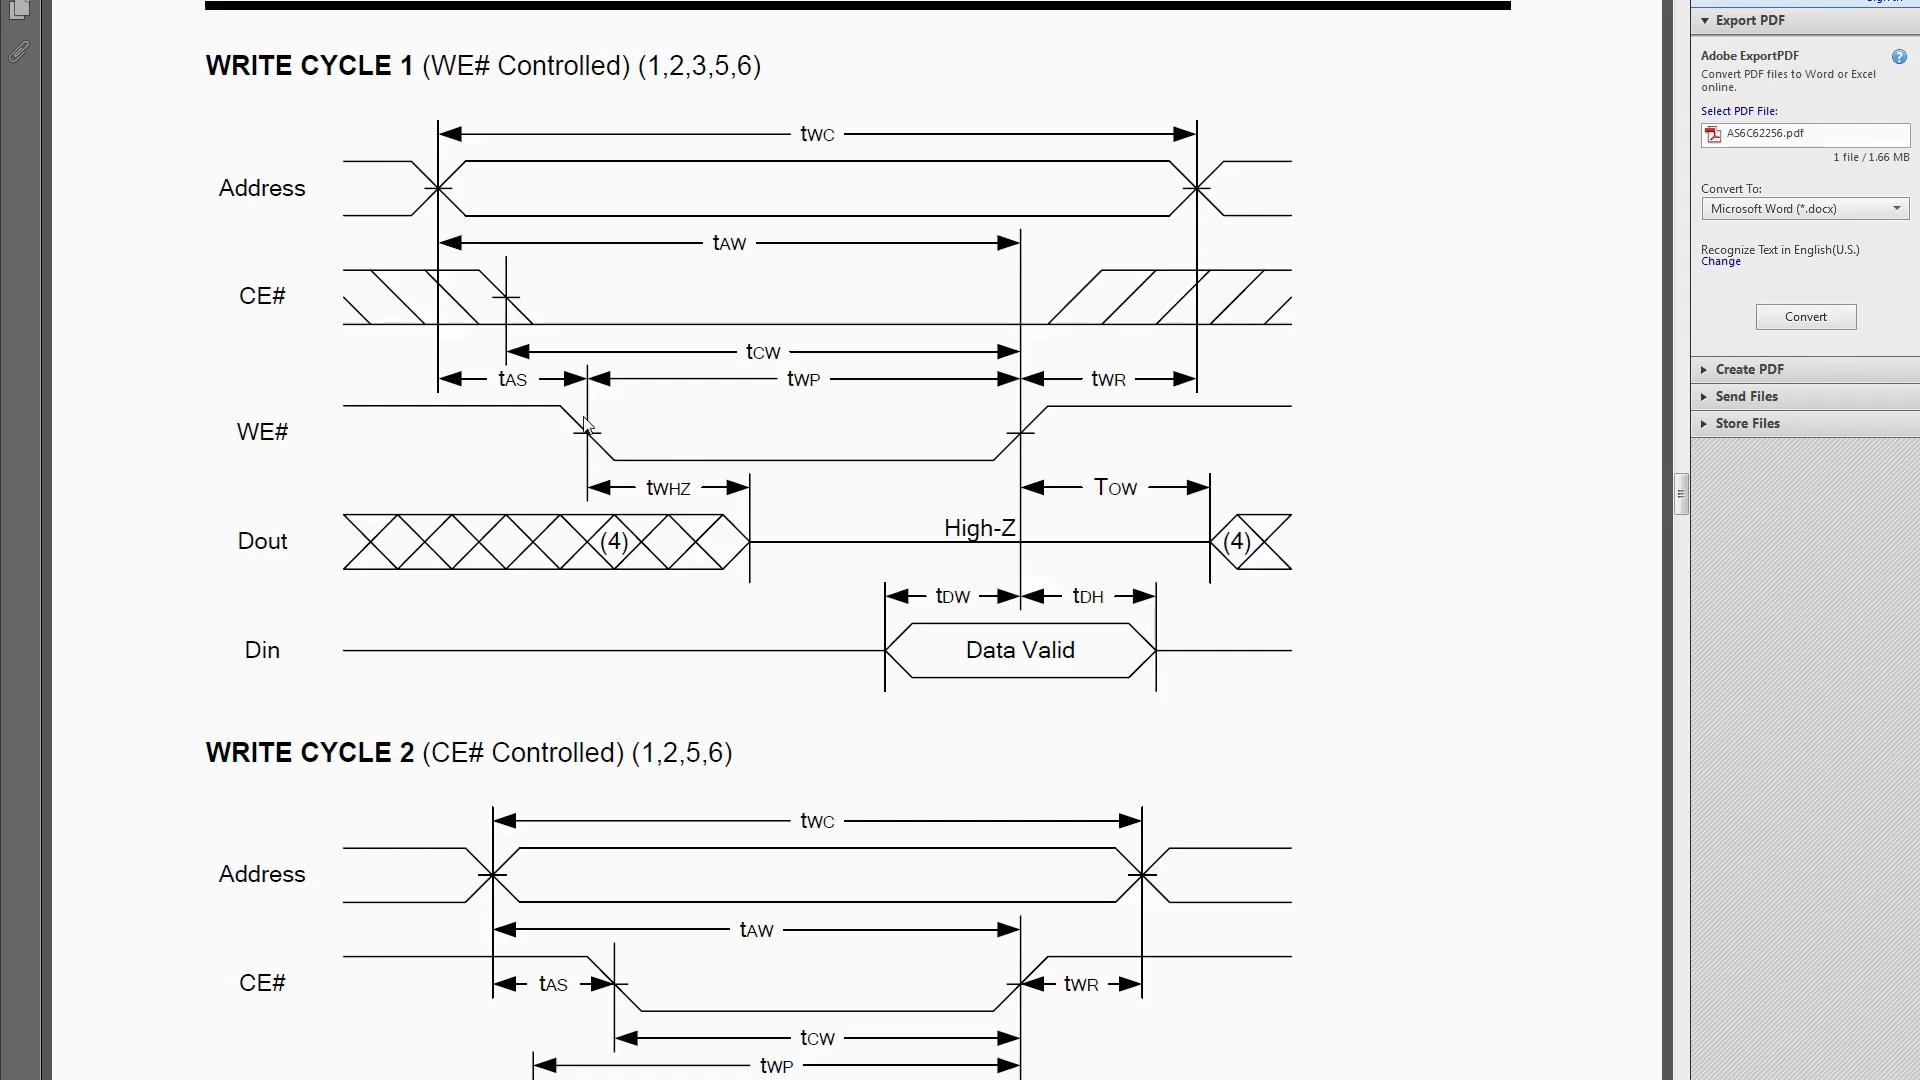 WRITE CYCLE 1 (WE# Controlled) (1,2,3,5,6)
tWC
Address
tAW
CE#
tCW
tAS
tWP
tWR
WE#
tWHZ
TOW
Dout
(4)
High-Z
(4)
tDW
tDH
Din
Data Valid
WRITE CYCLE 2 (CE# Controlled) (1,2,5,6)
tWC
Address
tAW
CE#
tAS
tWR
tCW
tWP
Export PDF
Adobe ExportPDF
Convert PDF files to Word or Excel
online.
Select PDF File:
AS6C62256.pdf
1 file / 1.66 MB
Convert To:
Microsoft Word (*.docx)
Recognize Text in English(U.S.)
Change
Convert
Create PDF
Send Files
Store Files